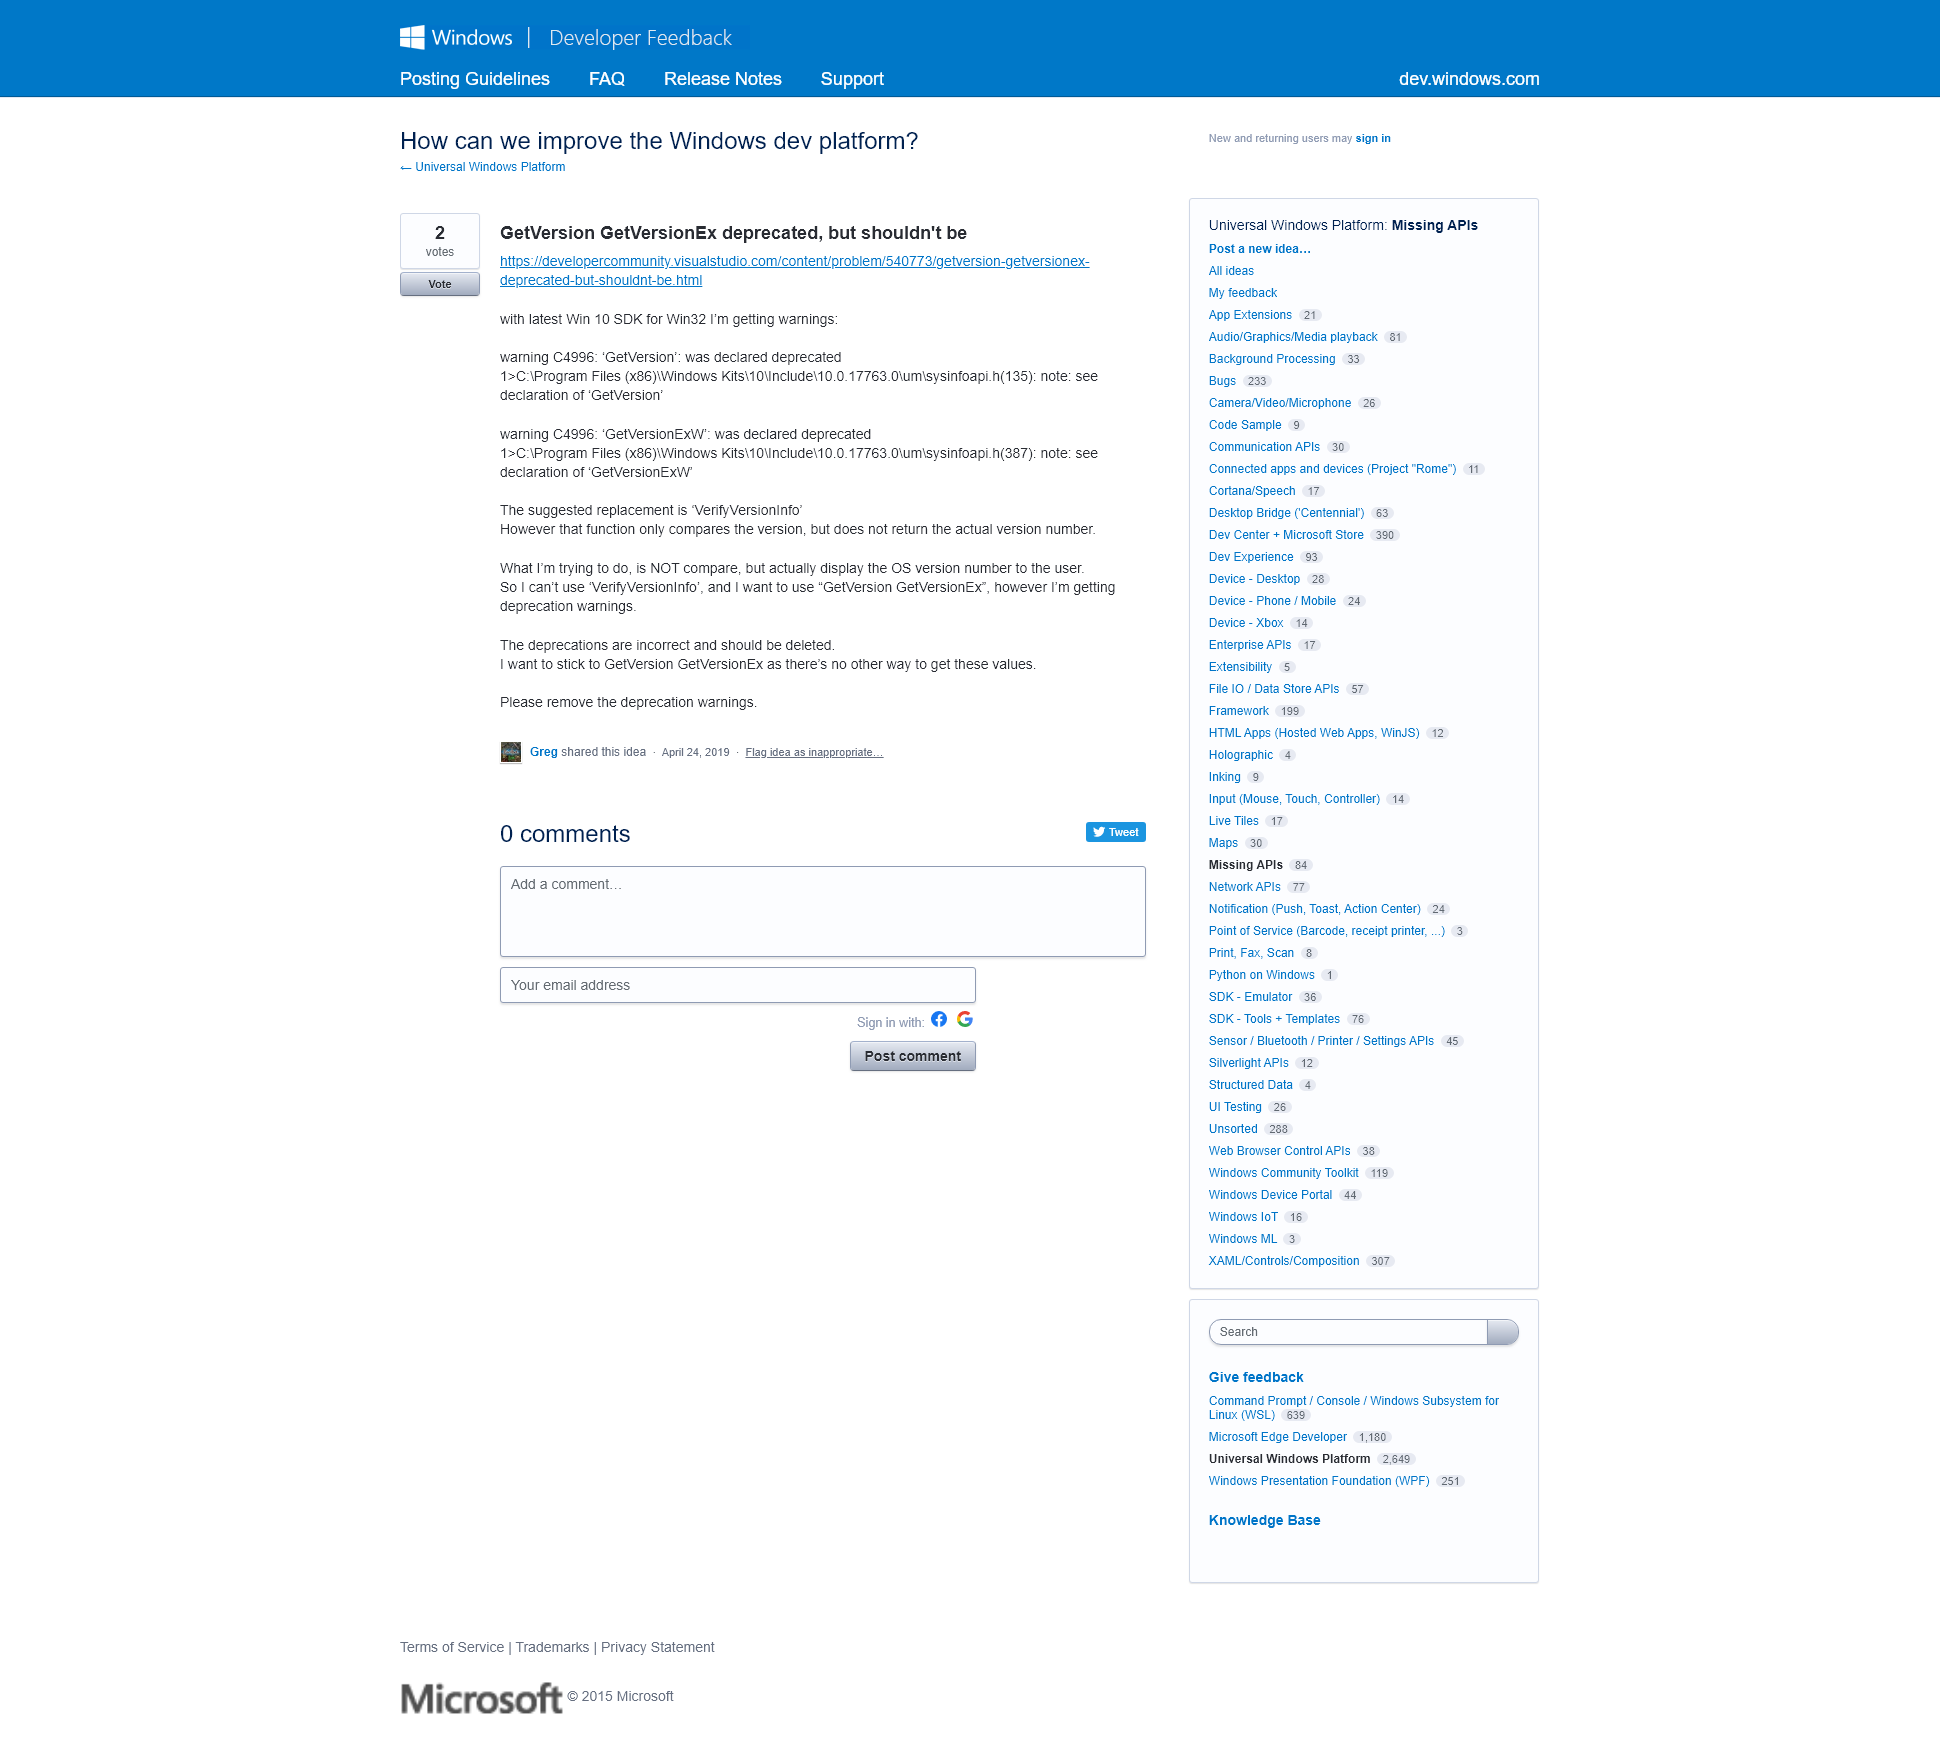 Windows | Developer Feedback
Posting Guidelines FAQ Release Notes Support dev.windows.com
How can we improve the Windows dev platform?
← Universal Windows Platform
New and returning users may sign in
2
votes
Vote
GetVersion GetVersionEx deprecated, but shouldn't be
https://developercommunity.visualstudio.com/content/problem/540773/getversion-getversionex-
deprecated-but-shouldnt-be.html
with latest Win 10 SDK for Win32 I’m getting warnings:
warning C4996: ‘GetVersion’: was declared deprecated
1>C:\Program Files (x86)\Windows Kits\10\Include\10.0.17763.0\um\sysinfoapi.h(135): note: see
declaration of ‘GetVersion’
warning C4996: ‘GetVersionExW’: was declared deprecated
1>C:\Program Files (x86)\Windows Kits\10\Include\10.0.17763.0\um\sysinfoapi.h(387): note: see
declaration of ‘GetVersionExW’
The suggested replacement is ‘VerifyVersionInfo’
However that function only compares the version, but does not return the actual version number.
What I’m trying to do, is NOT compare, but actually display the OS version number to the user.
So I can’t use ‘VerifyVersionInfo’, and I want to use “GetVersion GetVersionEx”, however I’m getting
deprecation warnings.
The deprecations are incorrect and should be deleted.
I want to stick to GetVersion GetVersionEx as there’s no other way to get these values.
Please remove the deprecation warnings.
Greg shared this idea · April 24, 2019 · Flag idea as inappropriate…
0 comments
Tweet
Add a comment…
Your email address
Sign in with:
Post comment
Universal Windows Platform: Missing APIs
Post a new idea…
All ideas
My feedback
App Extensions 21
Audio/Graphics/Media playback 81
Background Processing 33
Bugs 233
Camera/Video/Microphone 26
Code Sample 9
Communication APIs 30
Connected apps and devices (Project "Rome") 11
Cortana/Speech 17
Desktop Bridge ('Centennial') 63
Dev Center + Microsoft Store 390
Dev Experience 93
Device - Desktop 28
Device - Phone / Mobile 24
Device - Xbox 14
Enterprise APIs 17
Extensibility 5
File IO / Data Store APIs 57
Framework 199
HTML Apps (Hosted Web Apps, WinJS) 12
Holographic 4
Inking 9
Input (Mouse, Touch, Controller) 14
Live Tiles 17
Maps 30
Missing APIs 84
Network APIs 77
Notification (Push, Toast, Action Center) 24
Point of Service (Barcode, receipt printer, ...) 3
Print, Fax, Scan 8
Python on Windows 1
SDK - Emulator 36
SDK - Tools + Templates 76
Sensor / Bluetooth / Printer / Settings APIs 45
Silverlight APIs 12
Structured Data 4
UI Testing 26
Unsorted 288
Web Browser Control APIs 38
Windows Community Toolkit 119
Windows Device Portal 44
Windows IoT 16
Windows ML 3
XAML/Controls/Composition 307
Search
Give feedback
Command Prompt / Console / Windows Subsystem for
Linux (WSL) 639
Microsoft Edge Developer 1,180
Universal Windows Platform 2,649
Windows Presentation Foundation (WPF) 251
Knowledge Base
Terms of Service | Trademarks | Privacy Statement
Microsoft © 2015 Microsoft